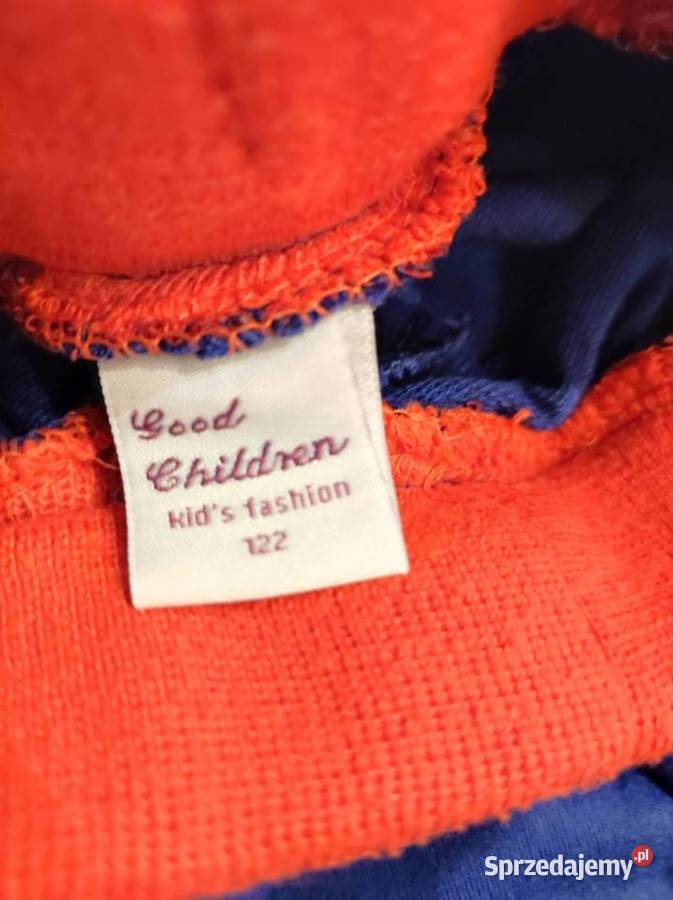 Good
Children
kid's fashion
122
Sprzedajemy.pl